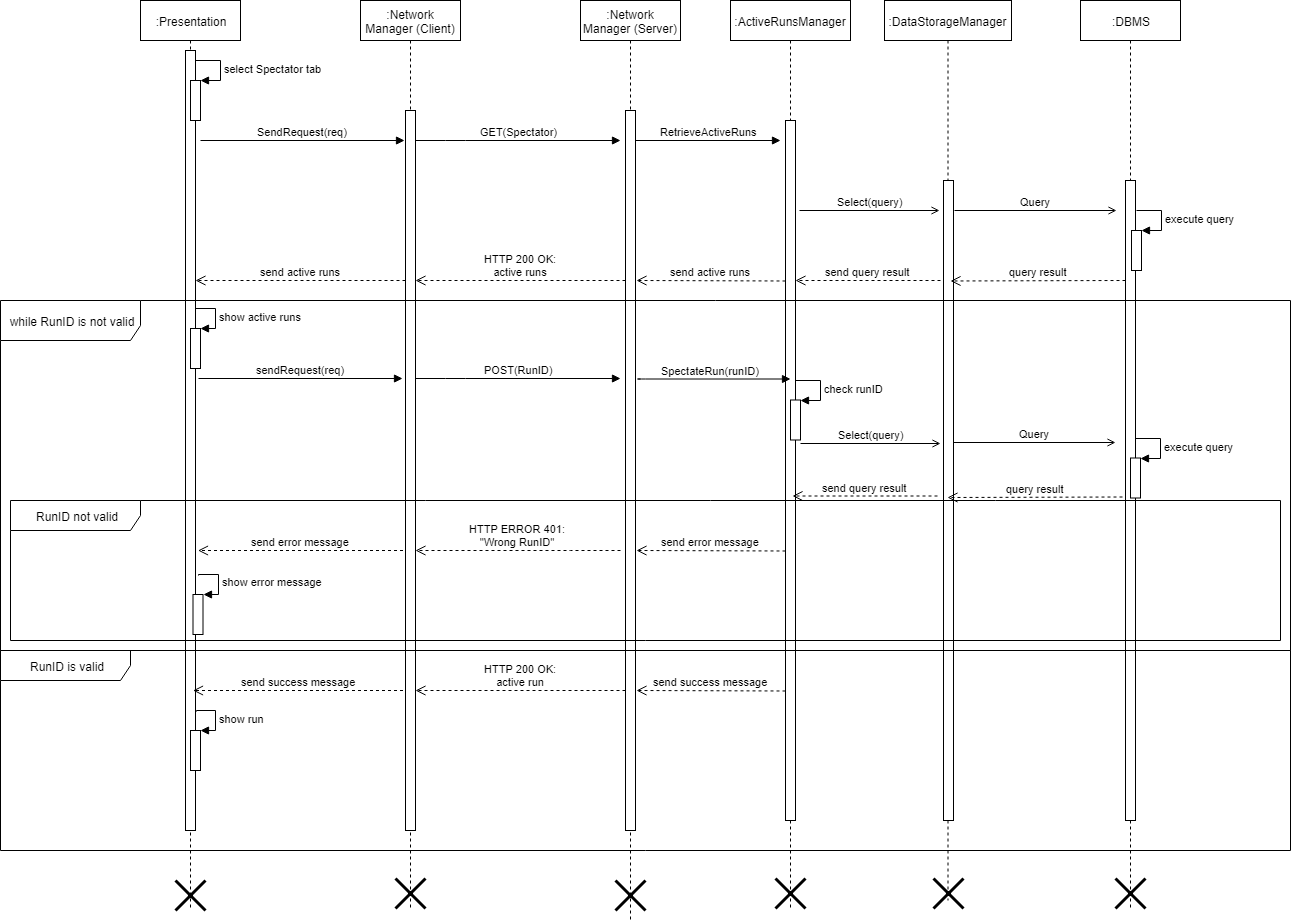 :Presentation
:Network
Manager (Client)
:Network
Manager (Server)
:ActiveRunsManager
:DataStorageManager
:DBMS
select Spectator tab
SendRequest(req)
GET(Spectator)
RetrieveActiveRuns
Select(query)
Query
execute query
send active runs
HTTP 200 OK:
active runs
send active runs
send query result
query result
while RunID is not valid
show active runs
sendRequest(req)
POST(RunID)
SpectateRun(runID)
check runID
Select(query)
Query
execute query
send query result
query result
RunID not valid
send error message
HTTP ERROR 401:
"Wrong RunID"
send error message
show error message
RunID is valid
send success message
HTTP 200 OK:
active run
send success message
show run